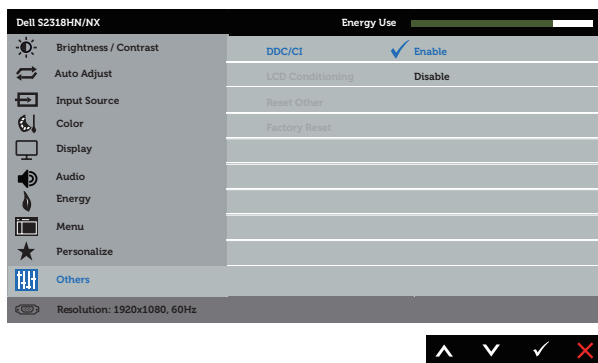 Dell S2318HN/NX Energy Use
Brightness / Contrast
DDC/CI Enable
Auto Adjust
LCD Conditioning Disable
Input Source
Reset Other
Color
Factory Reset
Display
Audio
Energy
Menu
Personalize
Others
Resolution: 1920x1080, 60Hz